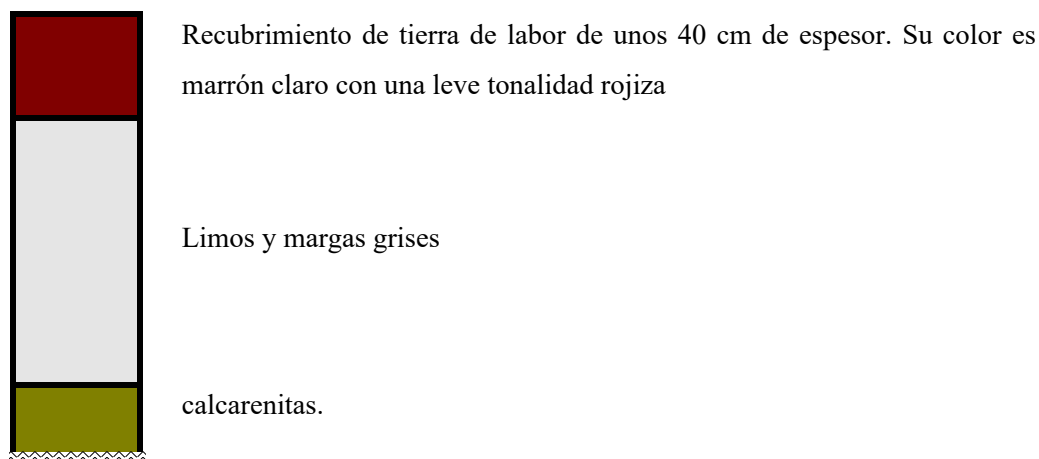 Recubrimiento de tierra de labor de unos 40 cm de espesor. Su color es
marrón claro con una leve tonalidad rojiza
Limos y margas grises
calcarenitas.